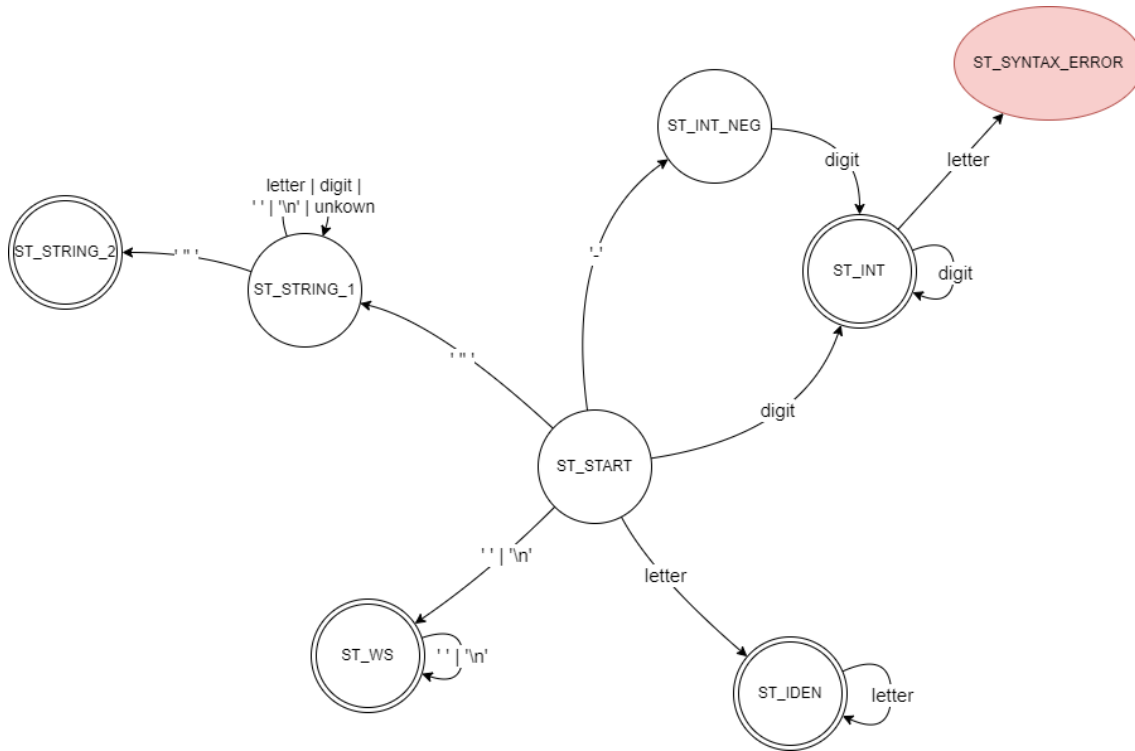 ST_SYNTAX_ERROR
ST_INT_NEG
digit
letter
letter | digit |
' ' | '\n' | unkown
ST_STRING_2
' " '
ST_STRING_1
'-'
ST_INT
digit
' " '
digit
ST_START
' ' | '\n'
letter
ST_WS
' ' | '\n'
ST_IDEN
letter